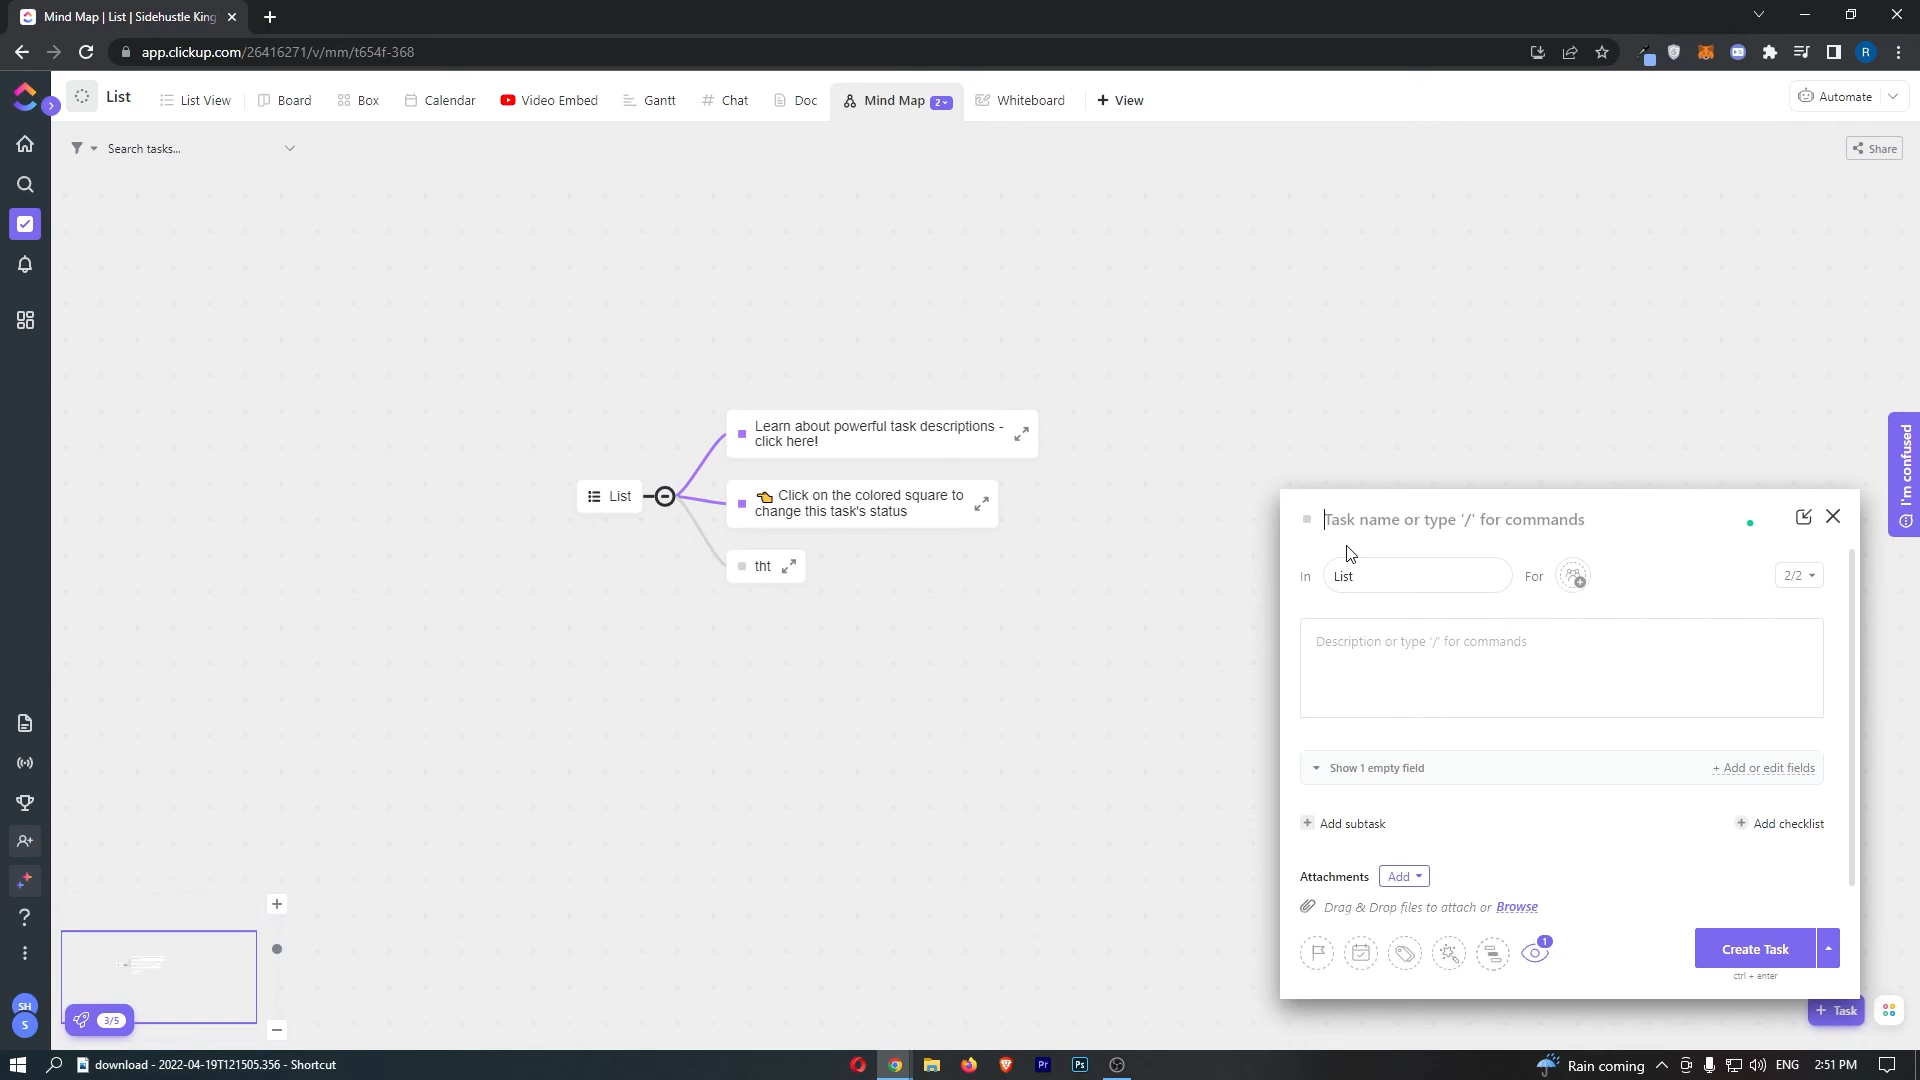 Mind Map | List | Sidehustle King
app.clickup.com/26416271/v/mm/t654f-368
R
List
List View
Board
Box
Calendar
Video Embed
Gantt
Chat
Doc
Mind Map 2
Whiteboard
+ View
Automate
Search tasks...
Share
Learn about powerful task descriptions -
click here!
List
Click on the colored square to
change this task's status
tht
I'm confused
Task name or type '/' for commands
In
List
For
2/2
Description or type '/' for commands
Show 1 empty field
+ Add or edit fields
+ Add subtask
+ Add checklist
Attachments
Add
Drag & Drop files to attach or Browse
1
Create Task
ctrl + enter
+ Task
SH
S
3/5
download - 2022-04-19T121505.356 - Shortcut
Pr
Ps
Rain coming
ENG
2:51 PM